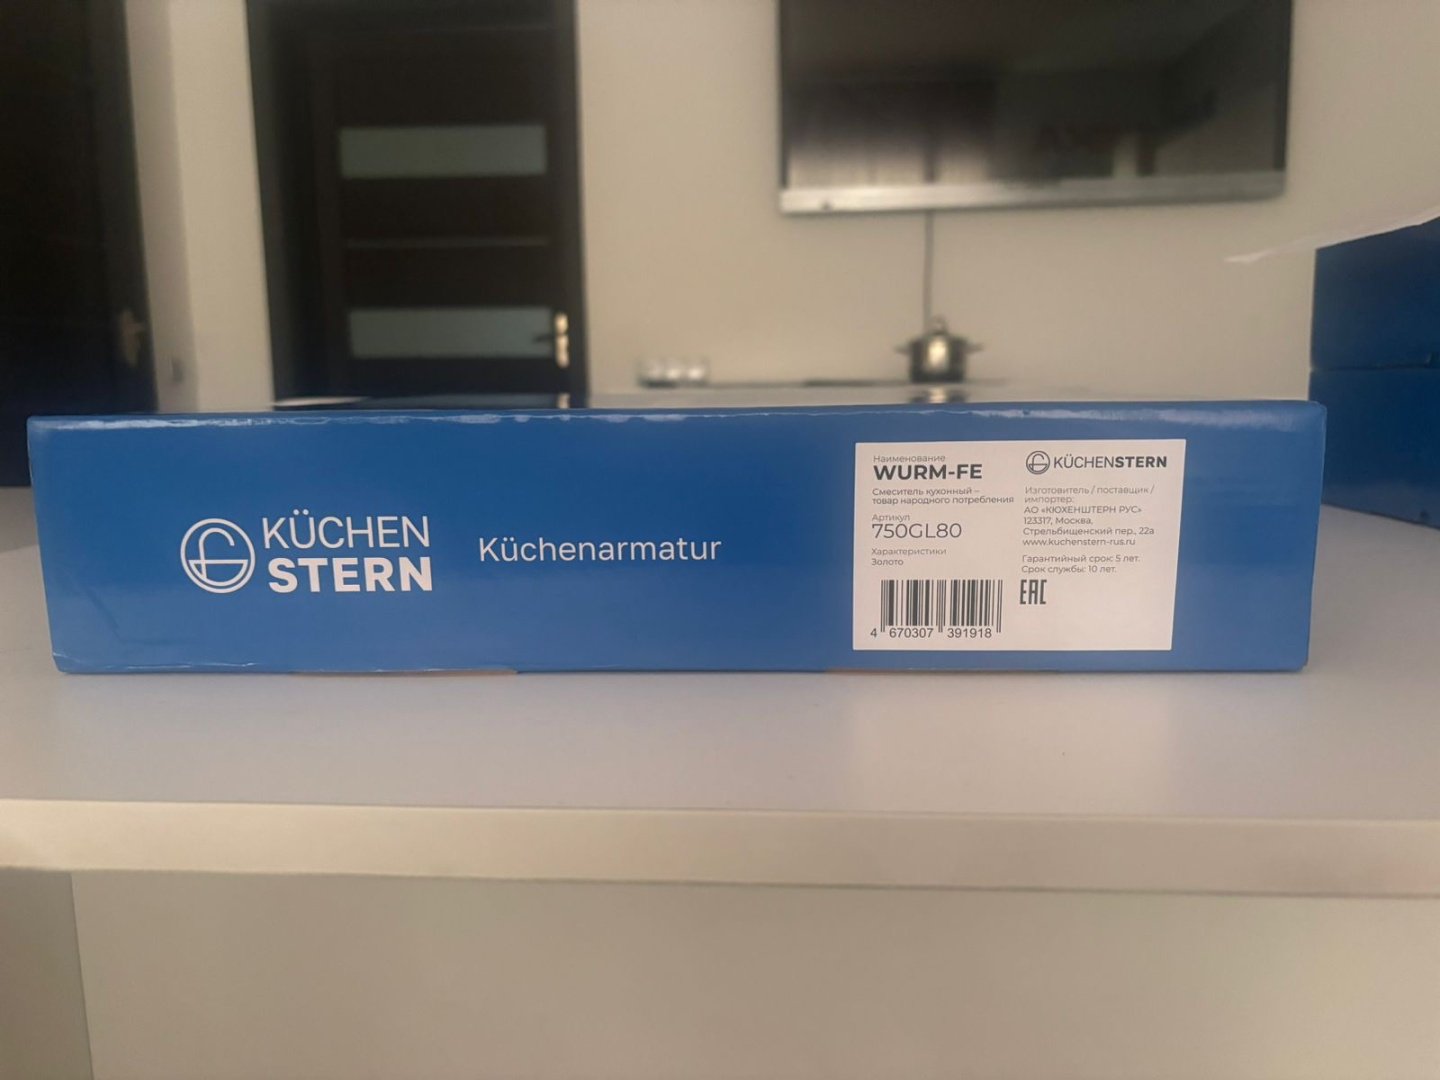 KÜCHEN
STERN
Küchenarmatur
Наименование
WURM-FE
Смеситель кухонный –
товар народного потребления
Артикул
750GL80
Характеристики
Золото
4 670307 391918
KÜCHENSTERN
Изготовитель / поставщик /
импортер:
АО «КЮХЕНШТЕРН РУС»
123317, Москва,
Стрельбищенский пер., 22а
www.kuchenstern-rus.ru
Гарантийный срок: 5 лет.
Срок службы: 10 лет.
EAC